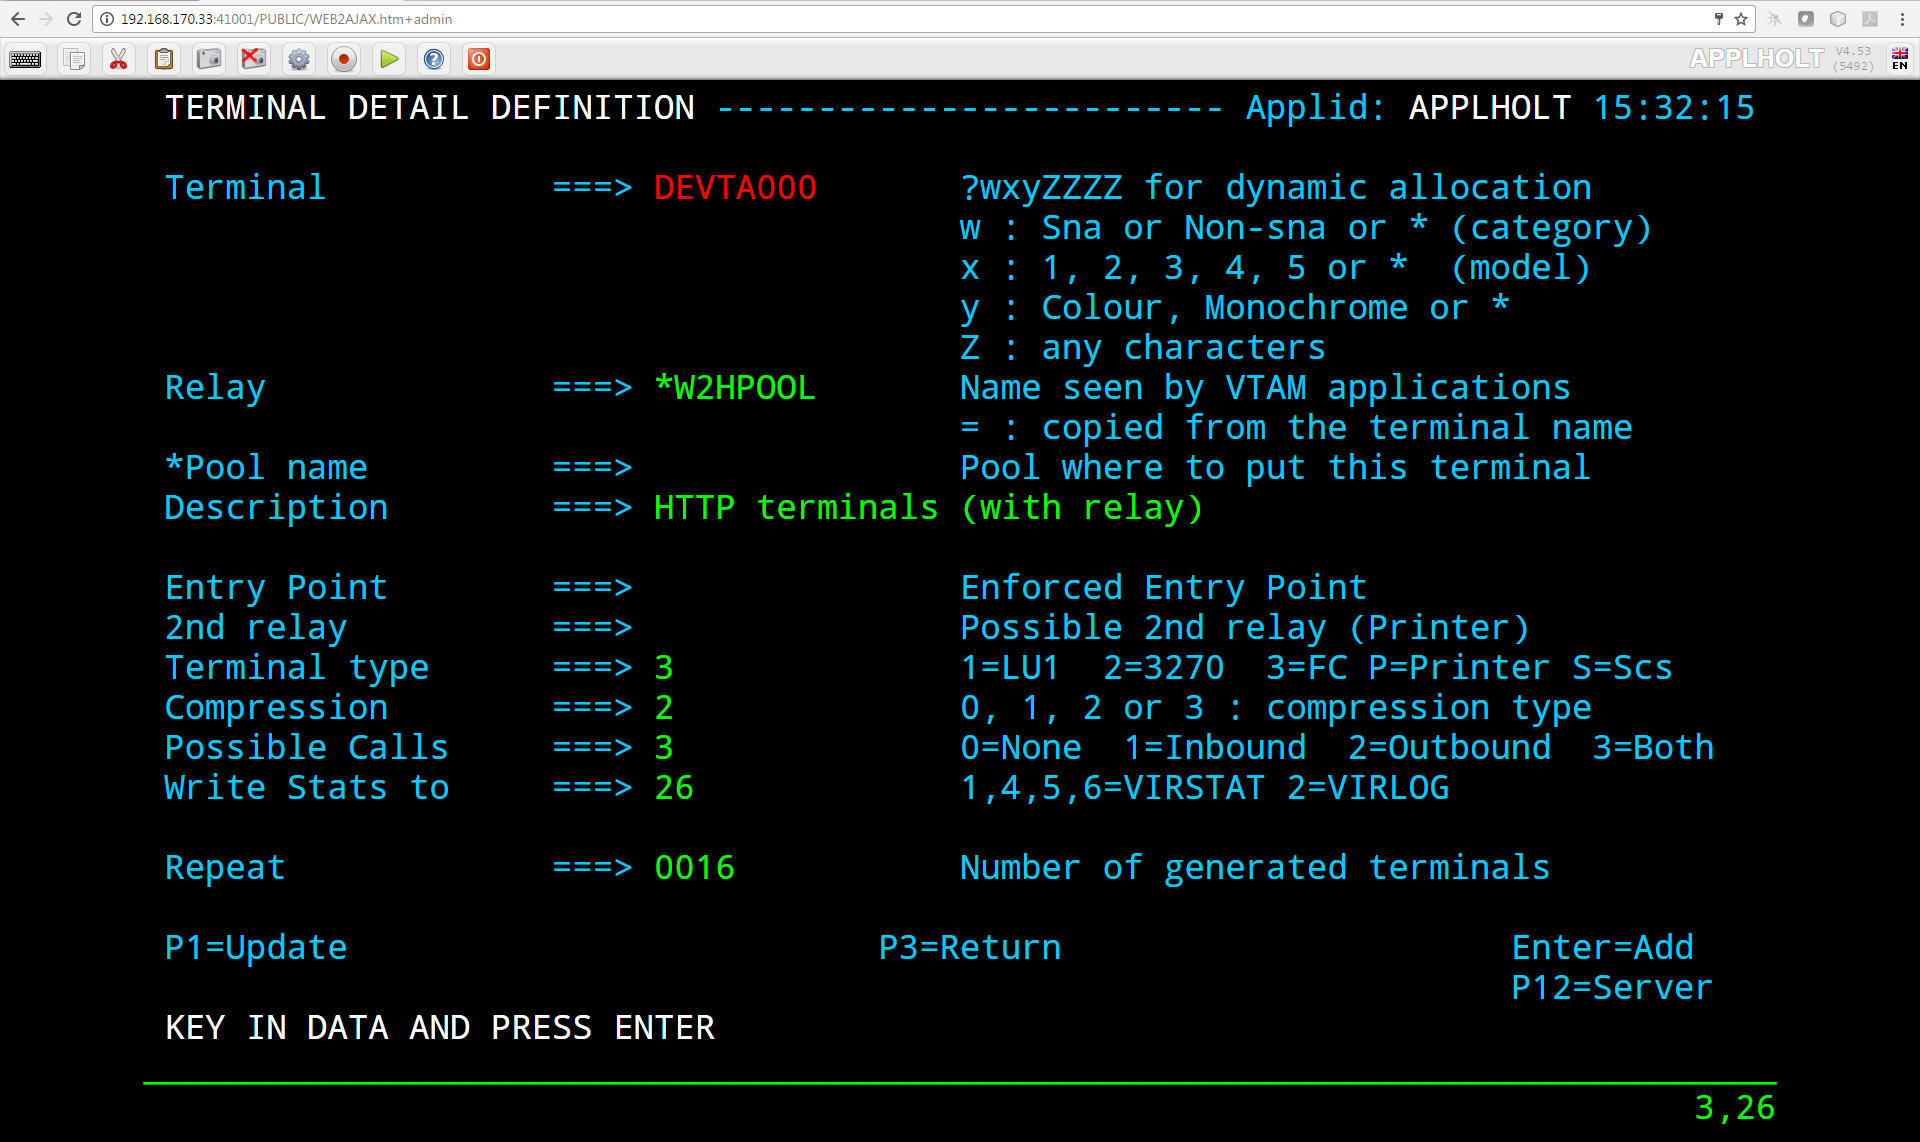 192.168.170.33:41001/PUBLIC/WEB2AJAX.htm+admin
APPLHOLT V4.53 (5492) EN
TERMINAL DETAIL DEFINITION ------------------------- Applid: APPLHOLT 15:32:15
Terminal ===> DEVTA000 ?wxyZZZZ for dynamic allocation
w : Sna or Non-sna or * (category)
x : 1, 2, 3, 4, 5 or * (model)
y : Colour, Monochrome or *
Z : any characters
Relay ===> *W2HPOOL Name seen by VTAM applications
= : copied from the terminal name
*Pool name ===> Pool where to put this terminal
Description ===> HTTP terminals (with relay)
Entry Point ===> Enforced Entry Point
2nd relay ===> Possible 2nd relay (Printer)
Terminal type ===> 3 1=LU1 2=3270 3=FC P=Printer S=Scs
Compression ===> 2 0, 1, 2 or 3 : compression type
Possible Calls ===> 3 0=None 1=Inbound 2=Outbound 3=Both
Write Stats to ===> 26 1,4,5,6=VIRSTAT 2=VIRLOG
Repeat ===> 0016 Number of generated terminals
P1=Update P3=Return Enter=Add
P12=Server
KEY IN DATA AND PRESS ENTER
3,26